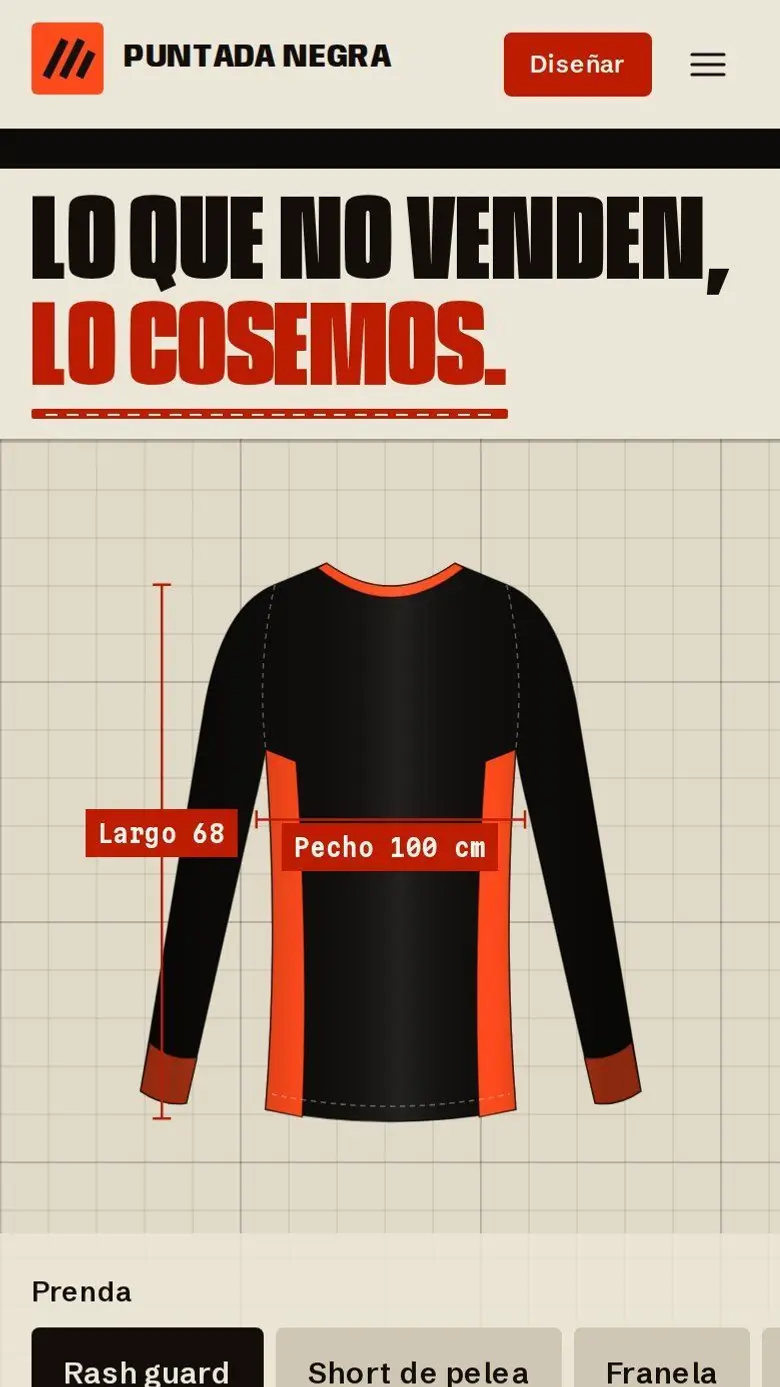 PUNTADA NEGRA
Diseñar
LO QUE NO VENDEN,
LO COSEMOS.
Largo 68
Pecho 100 cm
Prenda
Rash guard
Short de pelea
Franela